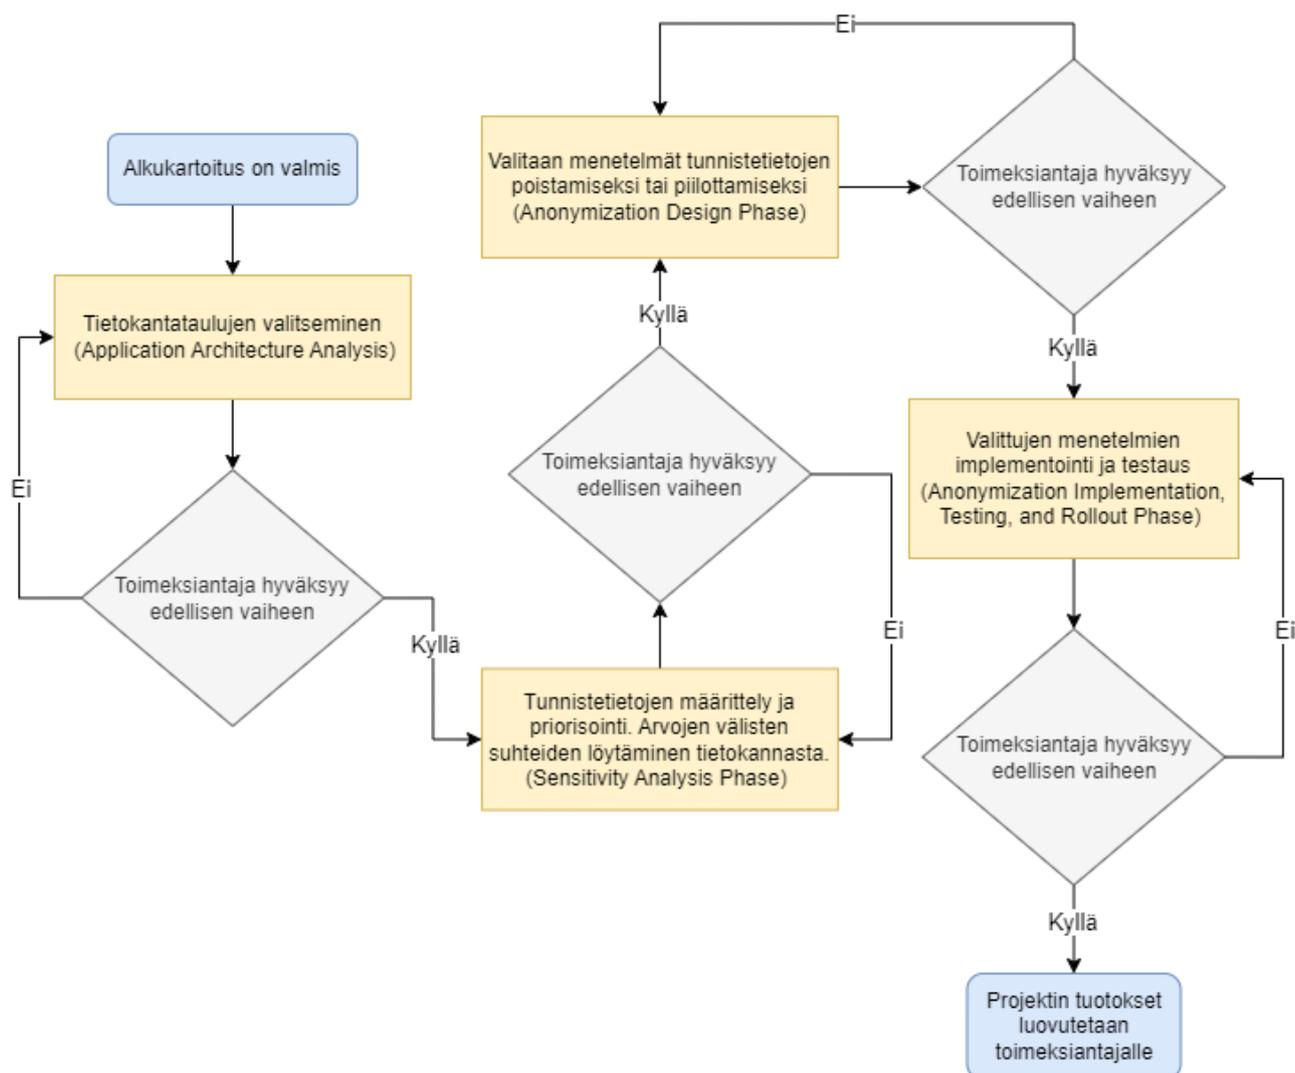 Alkukartoitus on valmis
Tietokantataulujen valitseminen
(Application Architecture Analysis)
Ei
Toimeksiantaja hyväksyy
edellisen vaiheen
Kyllä
Tunnistetietojen määrittely ja
priorisointi. Arvojen välisten
suhteiden löytäminen tietokannasta.
(Sensitivity Analysis Phase)
Toimeksiantaja hyväksyy
edellisen vaiheen
Ei
Kyllä
Valitaan menetelmät tunnistetietojen
poistamiseksi tai piilottamiseksi
(Anonymization Design Phase)
Ei
Toimeksiantaja hyväksyy
edellisen vaiheen
Kyllä
Valittujen menetelmien
implementointi ja testaus
(Anonymization Implementation,
Testing, and Rollout Phase)
Ei
Toimeksiantaja hyväksyy
edellisen vaiheen
Kyllä
Projektin tuotokset
luovutetaan
toimeksiantajalle